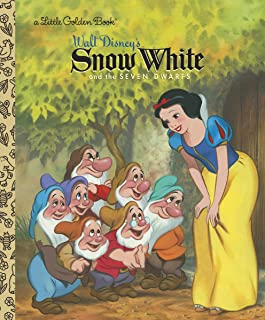 a Little Golden Book
Walt Disney's
Snow White
and the SEVEN DWARFS